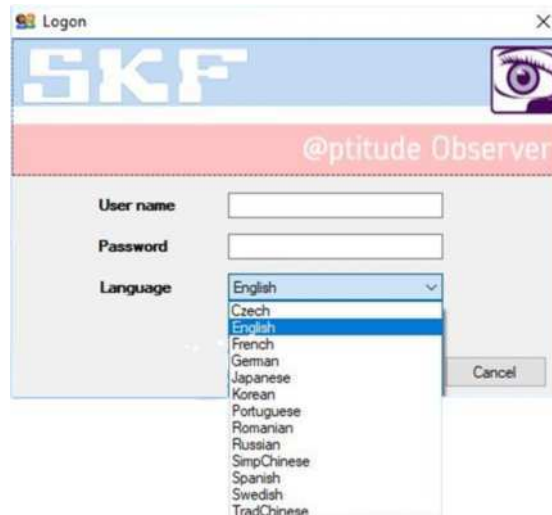 Logon
SKF
@ptitude Observer
User name
Password
Language
English
Czech
English
French
German
Japanese
Korean
Portuguese
Romanian
Russian
SimpChinese
Spanish
Swedish
TradChinese
Cancel